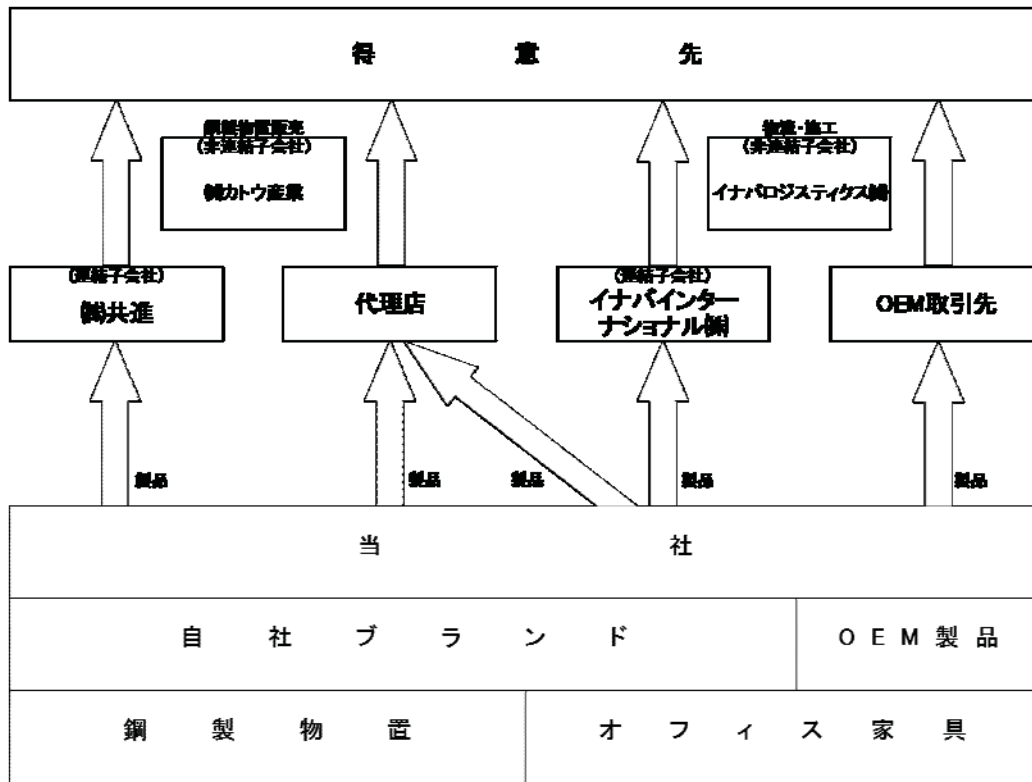 得意先
鋼製物置販売
(非連結子会社)
㈱カトウ産業
物流・施工
(非連結子会社)
イナバロジスティクス㈱
(連結子会社)
㈱共進
代理店
(連結子会社)
イナバインター
ナショナル㈱
OEM取引先
製品
製品
製品
製品
製品
当社
自社ブランド
OEM製品
鋼製物置
オフィス家具